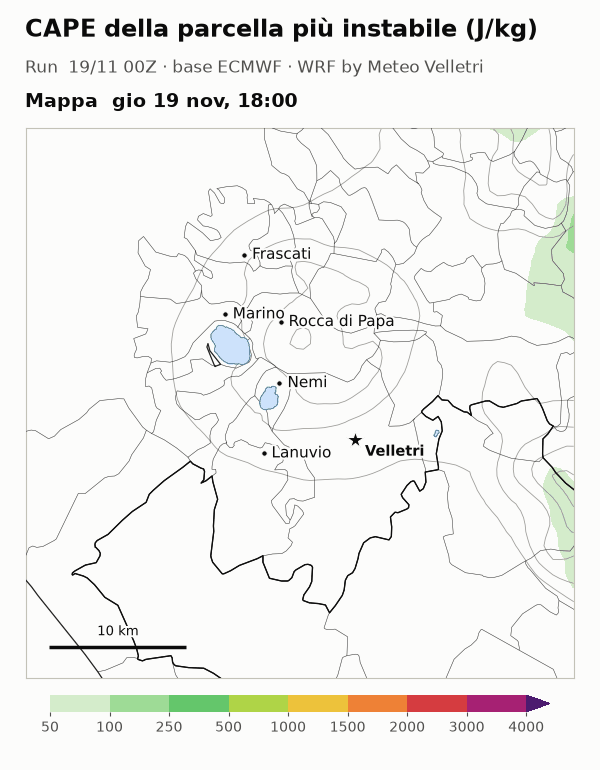 CAPE della parcella più instabile (J/kg)
Run  19/11 00Z · base ECMWF · WRF by Meteo Velletri
Mappa  gio 19 nov, 18:00
Frascati
Marino
Rocca di Papa
Nemi
Lanuvio
Velletri
10 km
50 100 250 500 1000 1500 2000 3000 4000